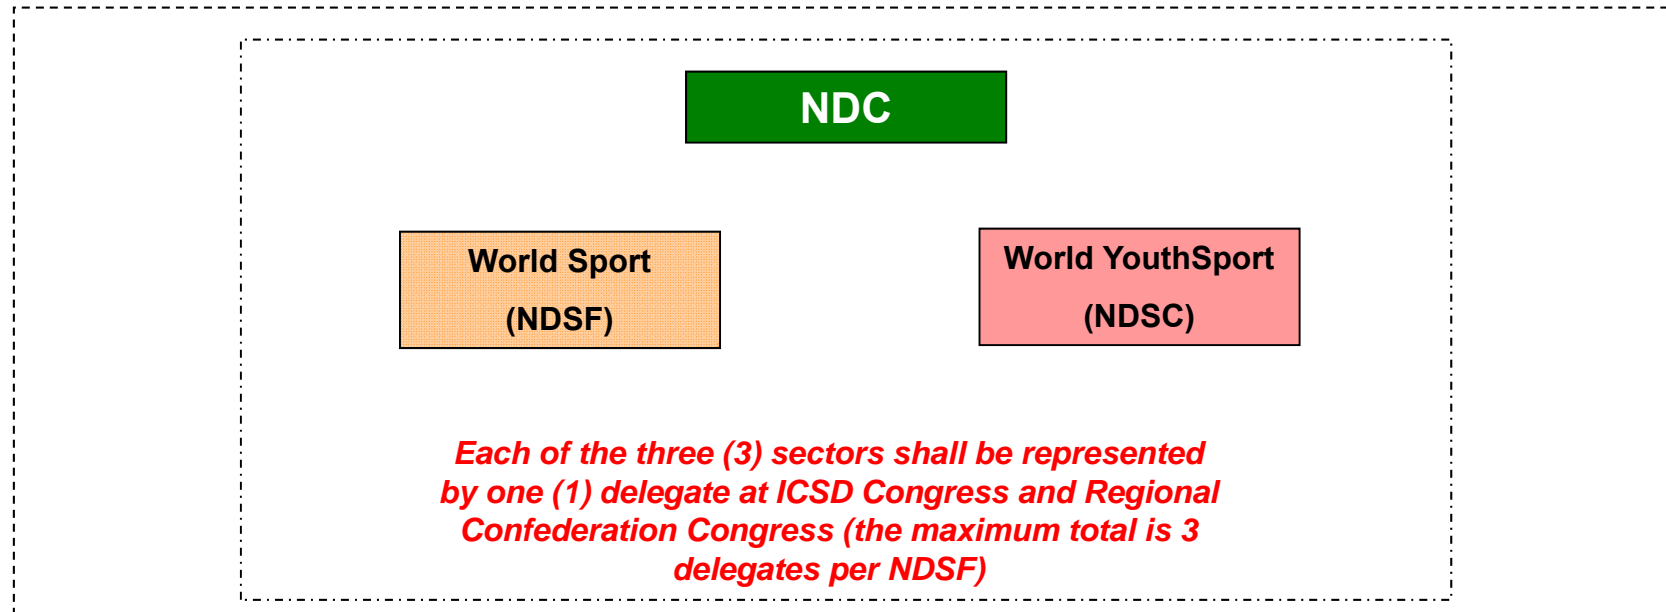 NDC
World Sport
(NDSF)
World YouthSport
(NDSC)
Each of the three (3) sectors shall be represented
by one (1) delegate at ICSD Congress and Regional
Confederation Congress (the maximum total is 3
delegates per NDSF)